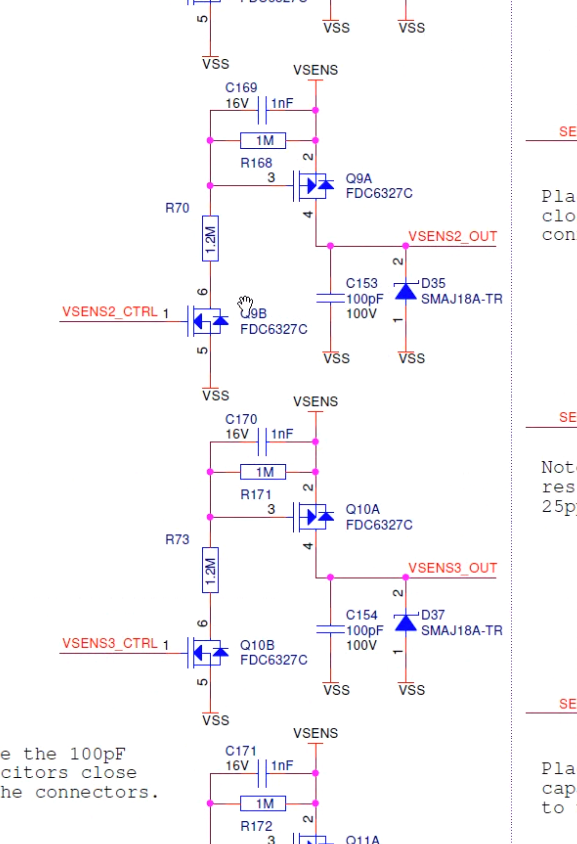 FDC6327C
5
VSS
VSS
VSS
VSENS
C169
16V
1nF
1M
R168
2
3
Q9A
FDC6327C
4
R70
1.2M
VSENS2_OUT
2
C153
100pF
100V
D35
SMAJ18A-TR
1
6
VSENS2_CTRL
1
Q9B
FDC6327C
5
VSS
VSS
VSS
VSENS
C170
16V
1nF
1M
R171
2
3
Q10A
FDC6327C
4
R73
1.2M
VSENS3_OUT
2
C154
100pF
100V
D37
SMAJ18A-TR
1
6
VSENS3_CTRL
1
Q10B
FDC6327C
5
VSS
VSS
VSS
VSENS
C171
16V
1nF
1M
R172
2
3
Q11A
e the 100pF
citors close
he connectors.
SE
Pla
clo
con
SE
Note
res
25pp
SE
Pla
capa
to